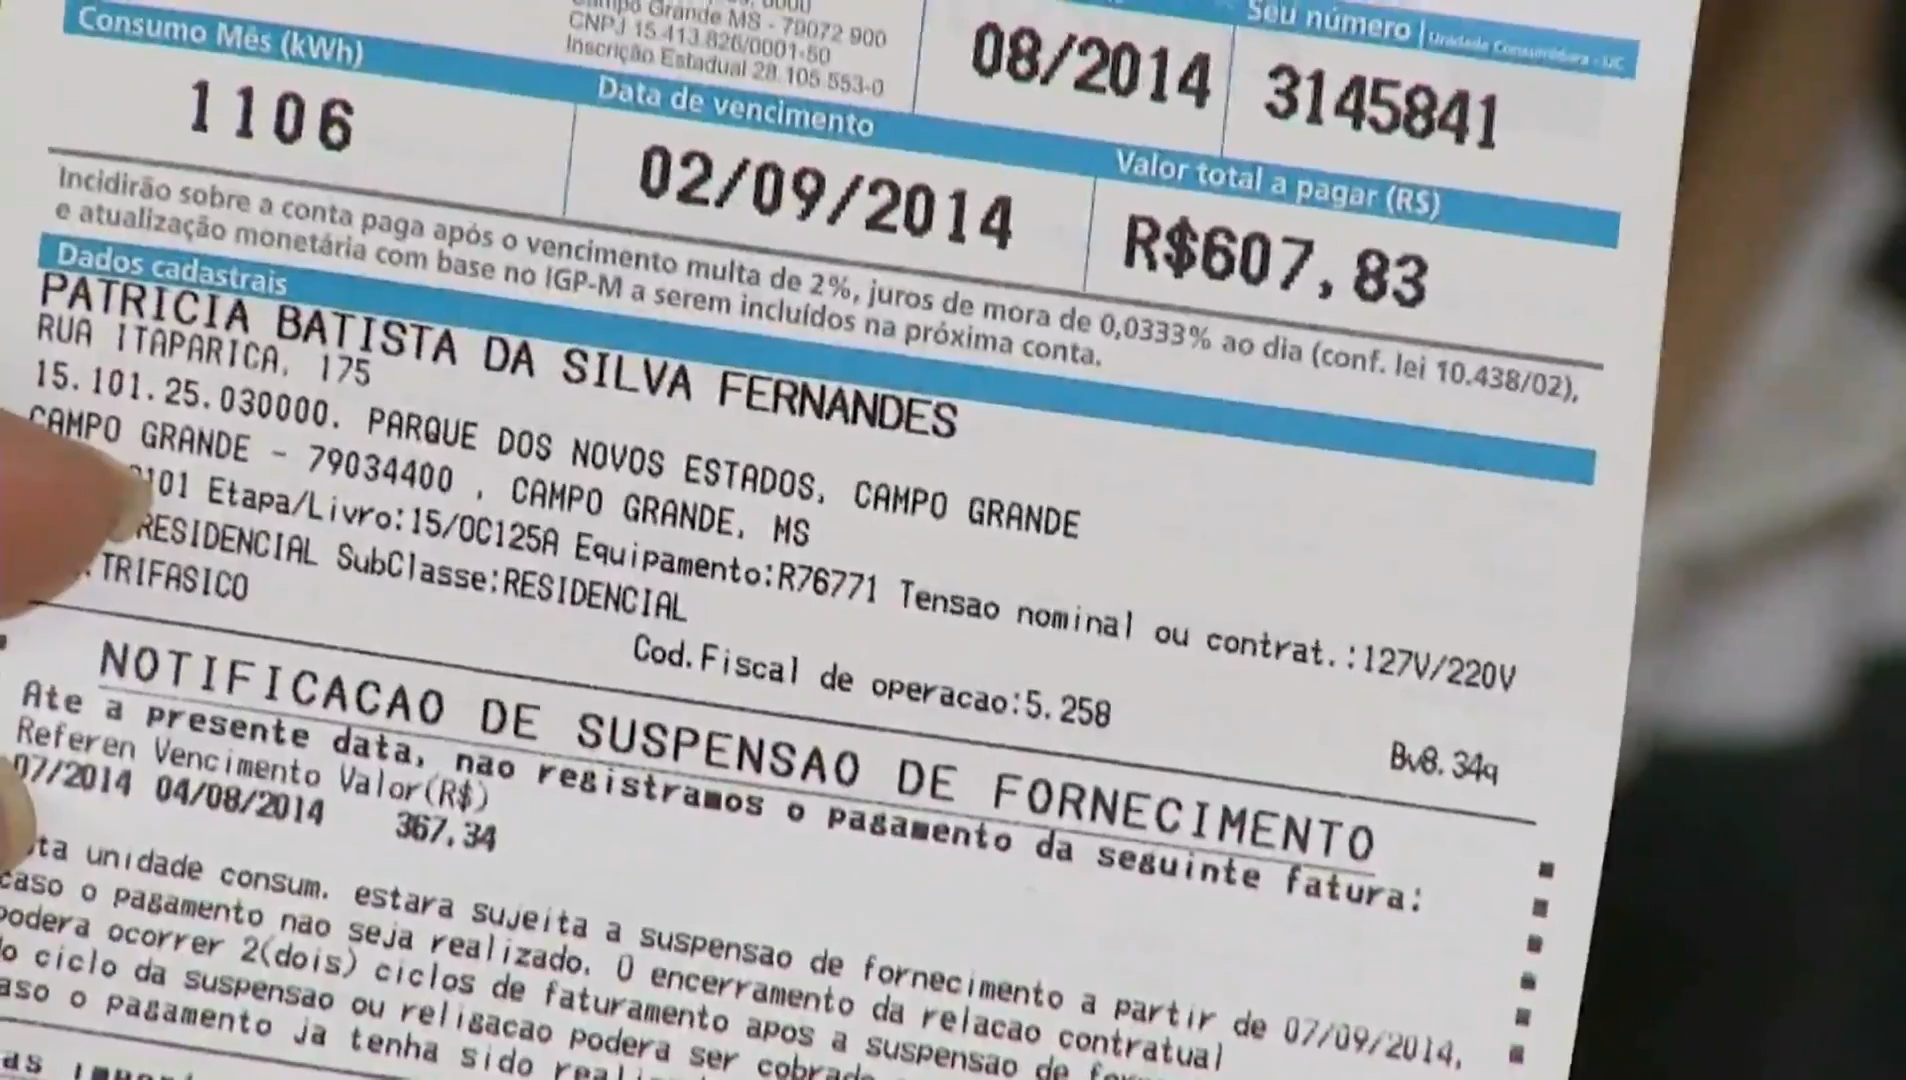 Campo Grande MS - 79072 900
CNPJ 15.413.826/0001-50
Inscrição Estadual 28.105.553-0
Consumo Mês (kWh)
1106
Data de vencimento
02/09/2014
08/2014
Seu número | Unidade Consumidora - UC
3145841
Valor total a pagar (R$)
R$607,83
Incidirão sobre a conta paga após o vencimento multa de 2%, juros de mora de 0,0333% ao dia (conf. lei 10.438/02),
e atualização monetária com base no IGP-M a serem incluídos na próxima conta.
Dados cadastrais
PATRICIA BATISTA DA SILVA FERNANDES
RUA ITAPARICA, 175
15.101.25.030000. PARQUE DOS NOVOS ESTADOS, CAMPO GRANDE
CAMPO GRANDE - 79034400 , CAMPO GRANDE, MS
101 Etapa/Livro:15/OC125A Equipamento:R76771 Tensao nominal ou contrat.:127V/220V
RESIDENCIAL SubClasse:RESIDENCIAL
TRIFASICO
Cod.Fiscal de operacao:5.258
Bv8.34q
NOTIFICACAO DE SUSPENSAO DE FORNECIMENTO
Ate a presente data, nao registramos o pagamento da seguinte fatura:
Referen Vencimento Valor(R$)
07/2014 04/08/2014 367,34
ta unidade consum. estara sujeita a suspensao de fornecimento a partir de 07/09/2014,
caso o pagamento nao seja realizado. O encerramento da relacao contratual
podera ocorrer 2(dois) ciclos de faturamento apos a suspensao de
o ciclo da suspensao ou religacao podera ser
aso o pagamento ja tenha sido